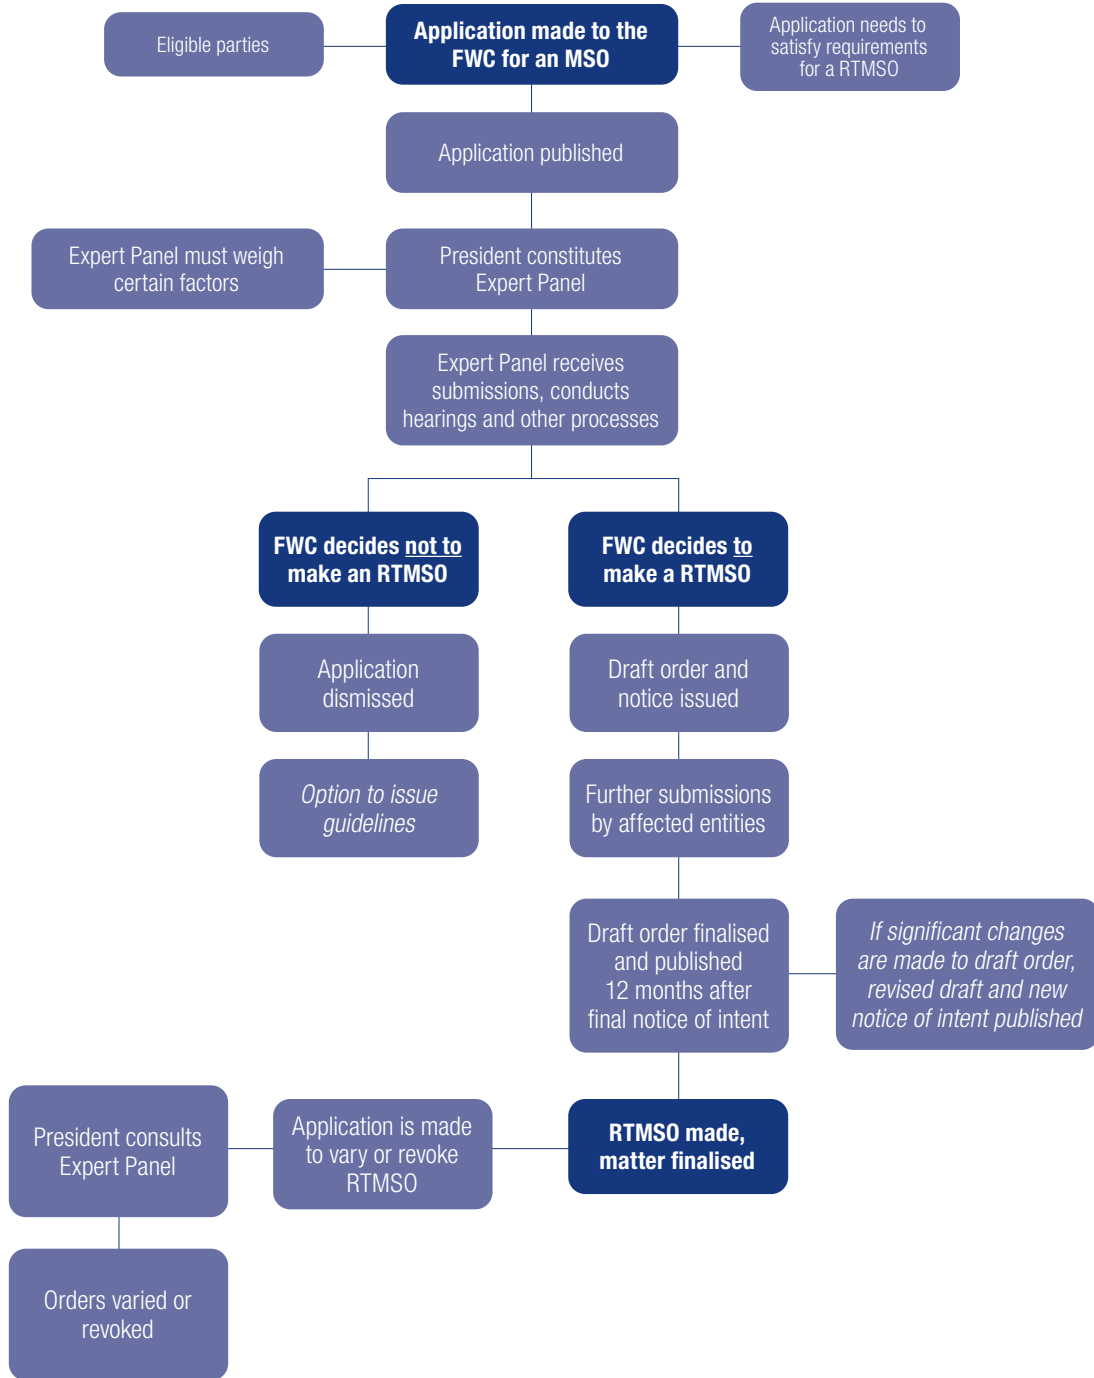 Eligible parties
Application made to the
FWC for an MSO
Application needs to
satisfy requirements
for a RTMSO
Application published
Expert Panel must weigh
certain factors
President constitutes
Expert Panel
Expert Panel receives
submissions, conducts
hearings and other processes
FWC decides not to
make an RTMSO
FWC decides to
make a RTMSO
Application
dismissed
Draft order and
notice issued
Option to issue
guidelines
Further submissions
by affected entities
Draft order finalised
and published
12 months after
final notice of intent
If significant changes
are made to draft order,
revised draft and new
notice of intent published
President consults
Expert Panel
Application is made
to vary or revoke
RTMSO
RTMSO made,
matter finalised
Orders varied or
revoked